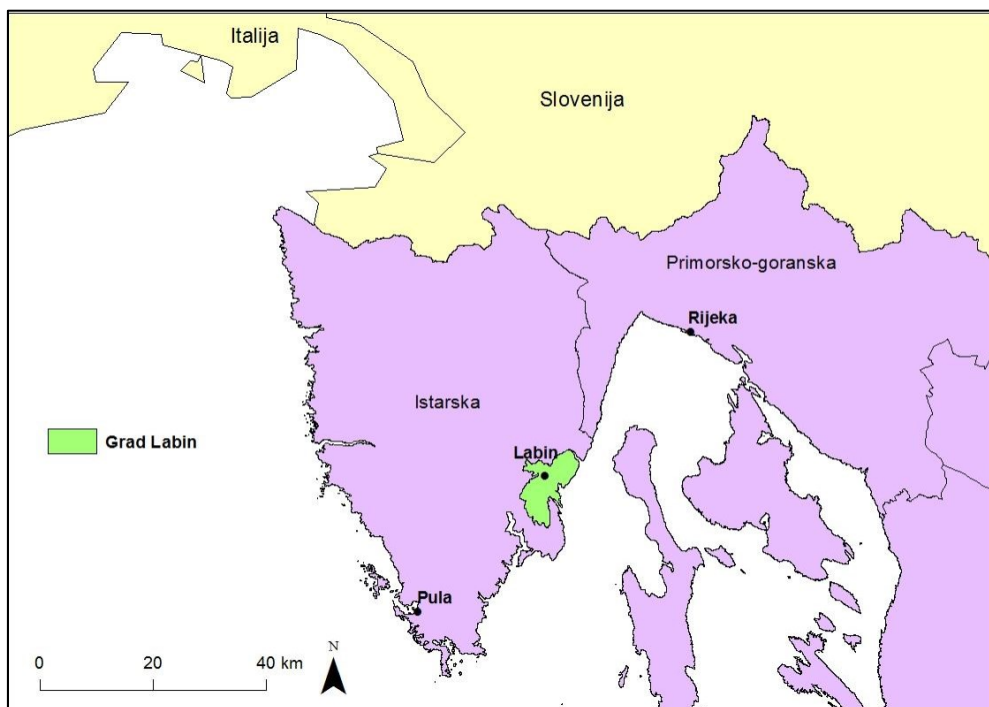 Italija
Slovenija
Primorsko-goranska
Rijeka
Istarska
Grad Labin
Labin
Pula
N
0 20 40 km